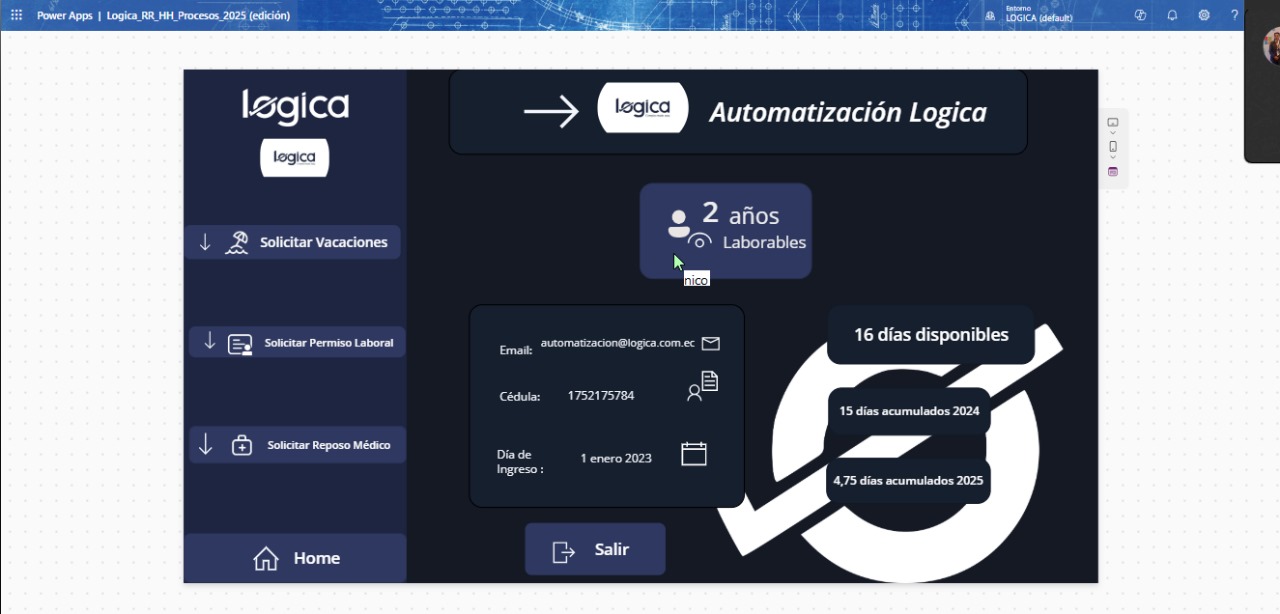 Power Apps | Logica_RR_HH_Procesos_2025 (edición)
Entorno
LOGICA (default)
?
logica
logica
logica
Automatización Logica
2 años
Laborables
nico
Solicitar Vacaciones
Solicitar Permiso Laboral
Solicitar Reposo Médico
Home
Email: automatizacion@logica.com.ec
Cédula: 1752175784
Día de
Ingreso : 1 enero 2023
Salir
16 días disponibles
15 días acumulados 2024
4,75 días acumulados 2025